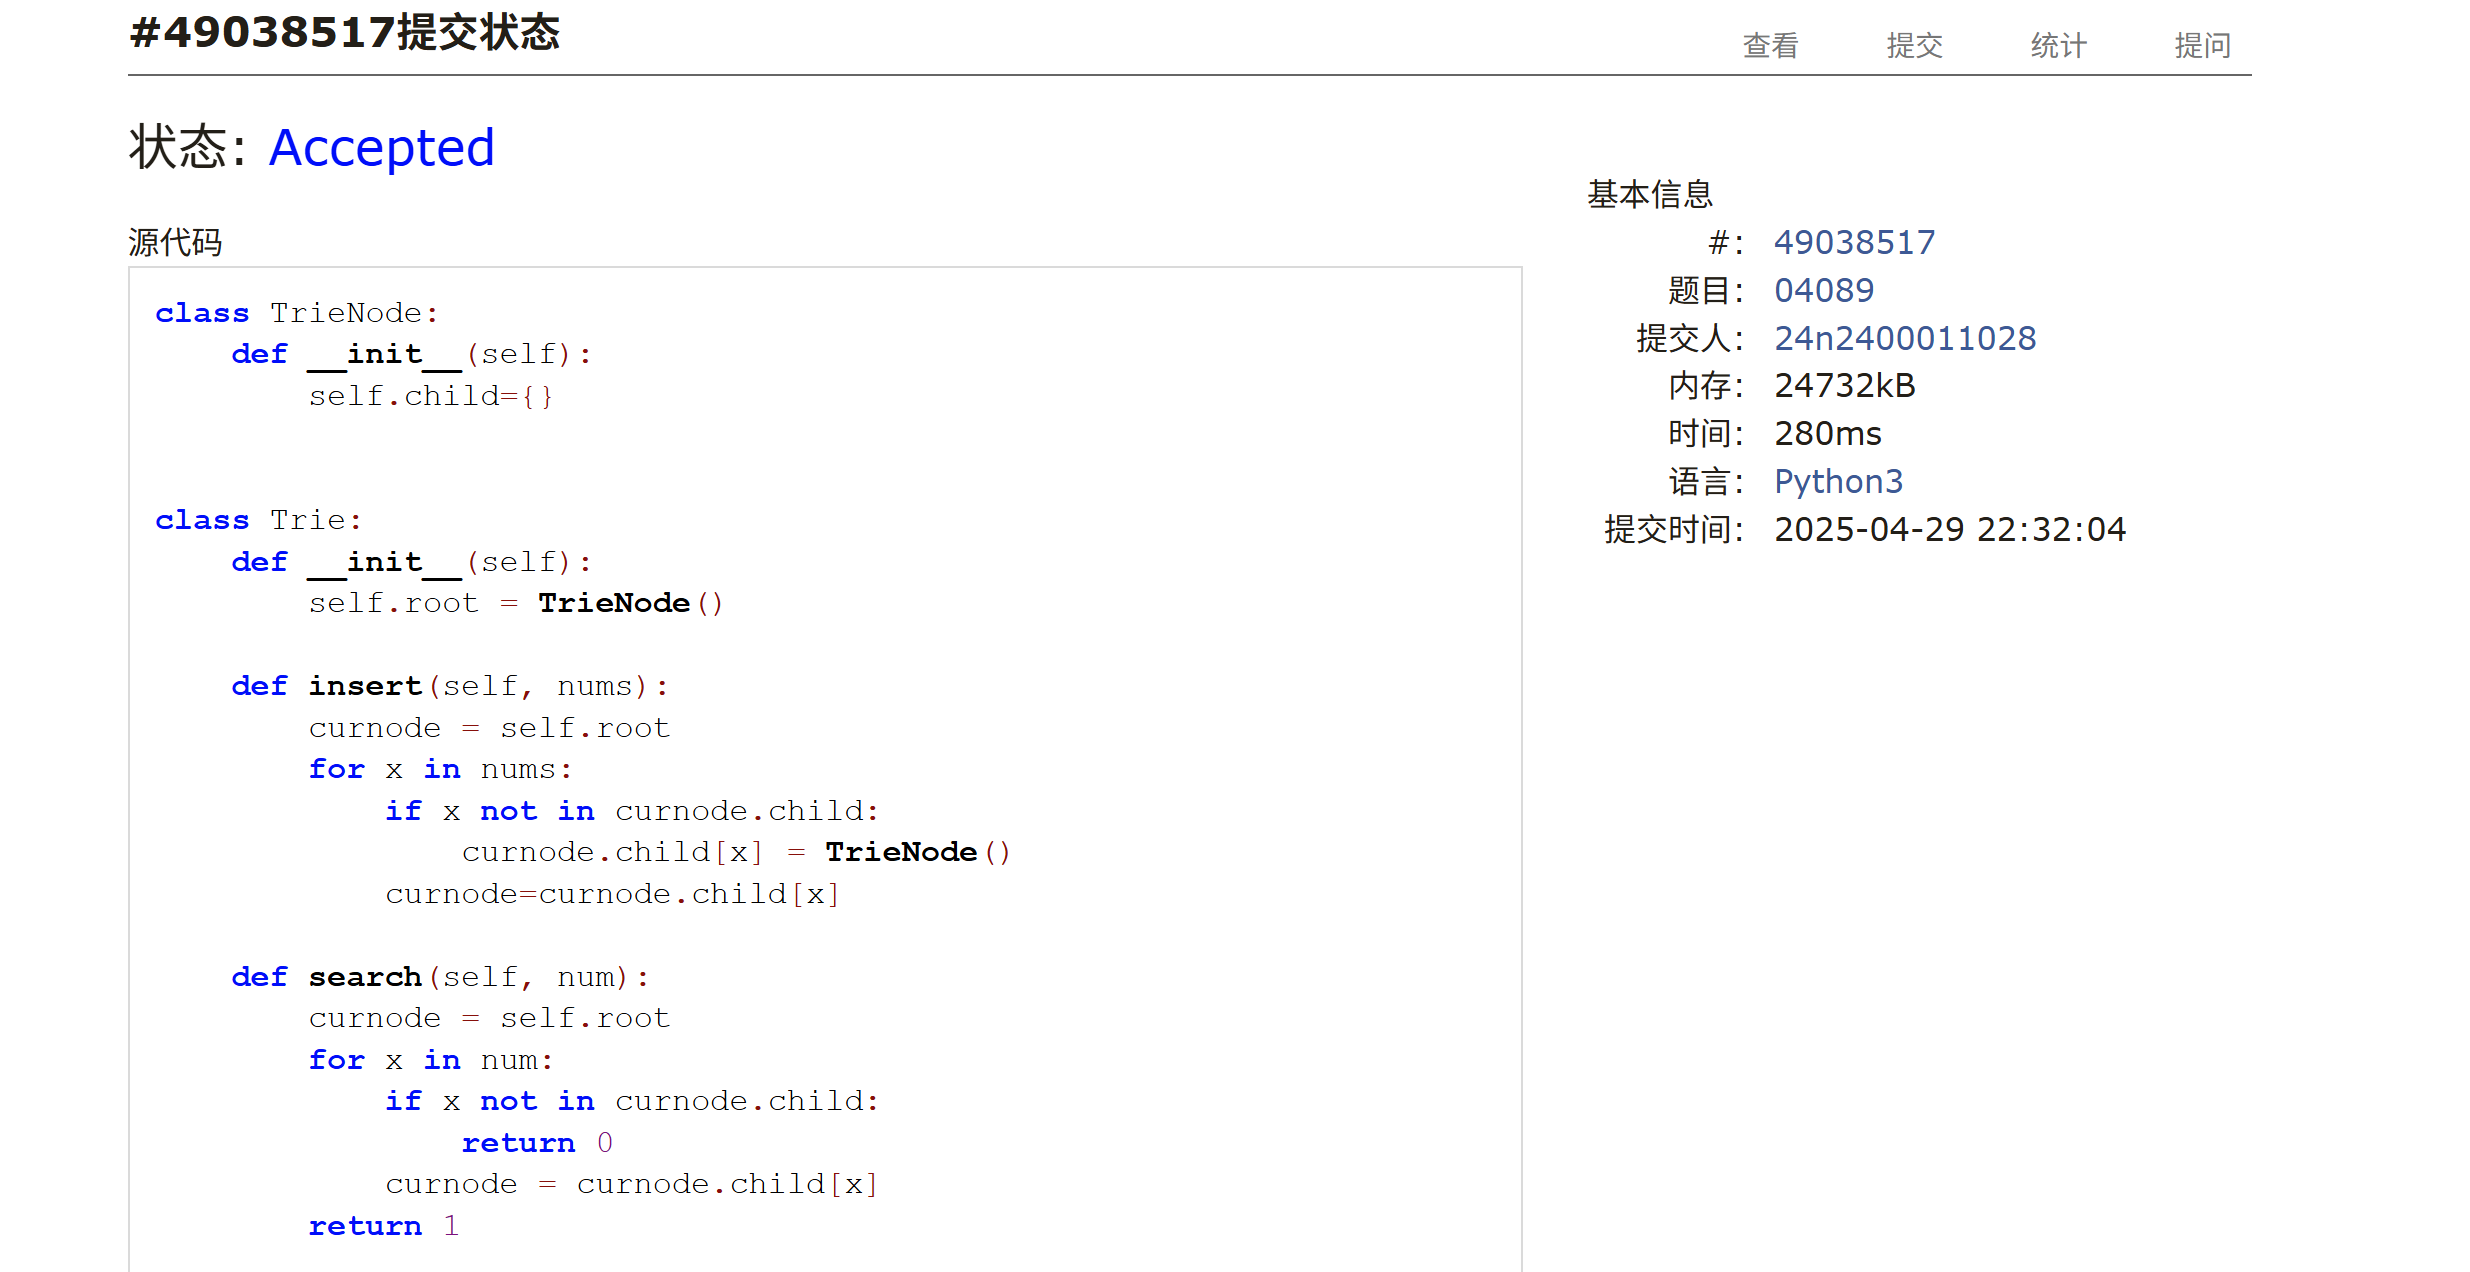 #49038517提交状态
查看 提交 统计 提问
状态: Accepted
源代码
class TrieNode:
    def __init__(self):
        self.child={}
class Trie:
    def __init__(self):
        self.root = TrieNode()
    def insert(self, nums):
        curnode = self.root
        for x in nums:
            if x not in curnode.child:
                curnode.child[x] = TrieNode()
            curnode=curnode.child[x]
    def search(self, num):
        curnode = self.root
        for x in num:
            if x not in curnode.child:
                return 0
            curnode = curnode.child[x]
        return 1
基本信息
#: 49038517
题目: 04089
提交人: 24n2400011028
内存: 24732kB
时间: 280ms
语言: Python3
提交时间: 2025-04-29 22:32:04